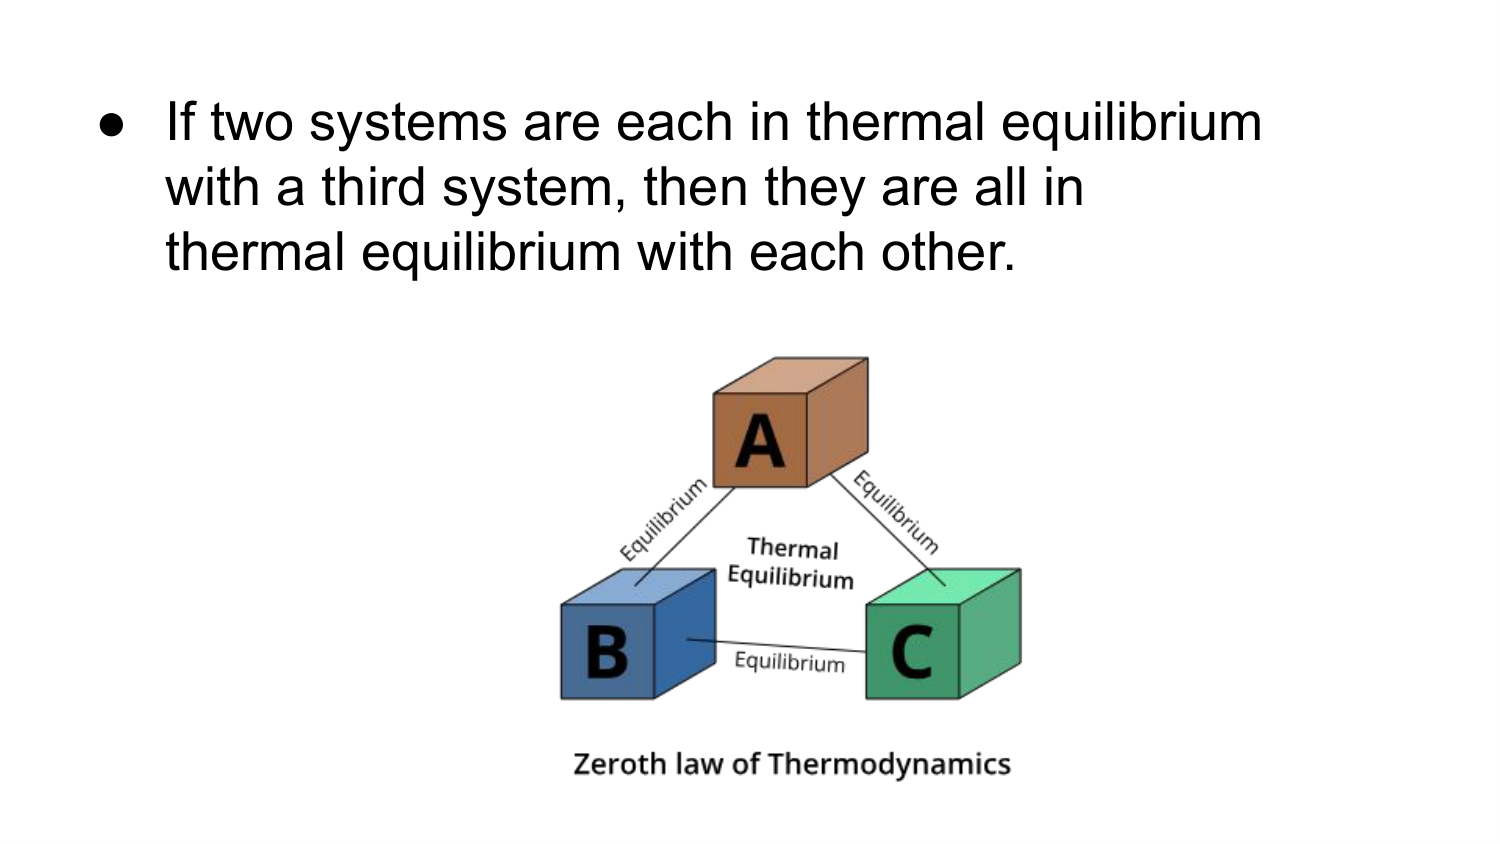 ● If two systems are each in thermal equilibrium
with a third system, then they are all in
thermal equilibrium with each other.
A
Equilibrium
Equilibrium
Thermal
Equilibrium
B
C
Equilibrium
Zeroth law of Thermodynamics